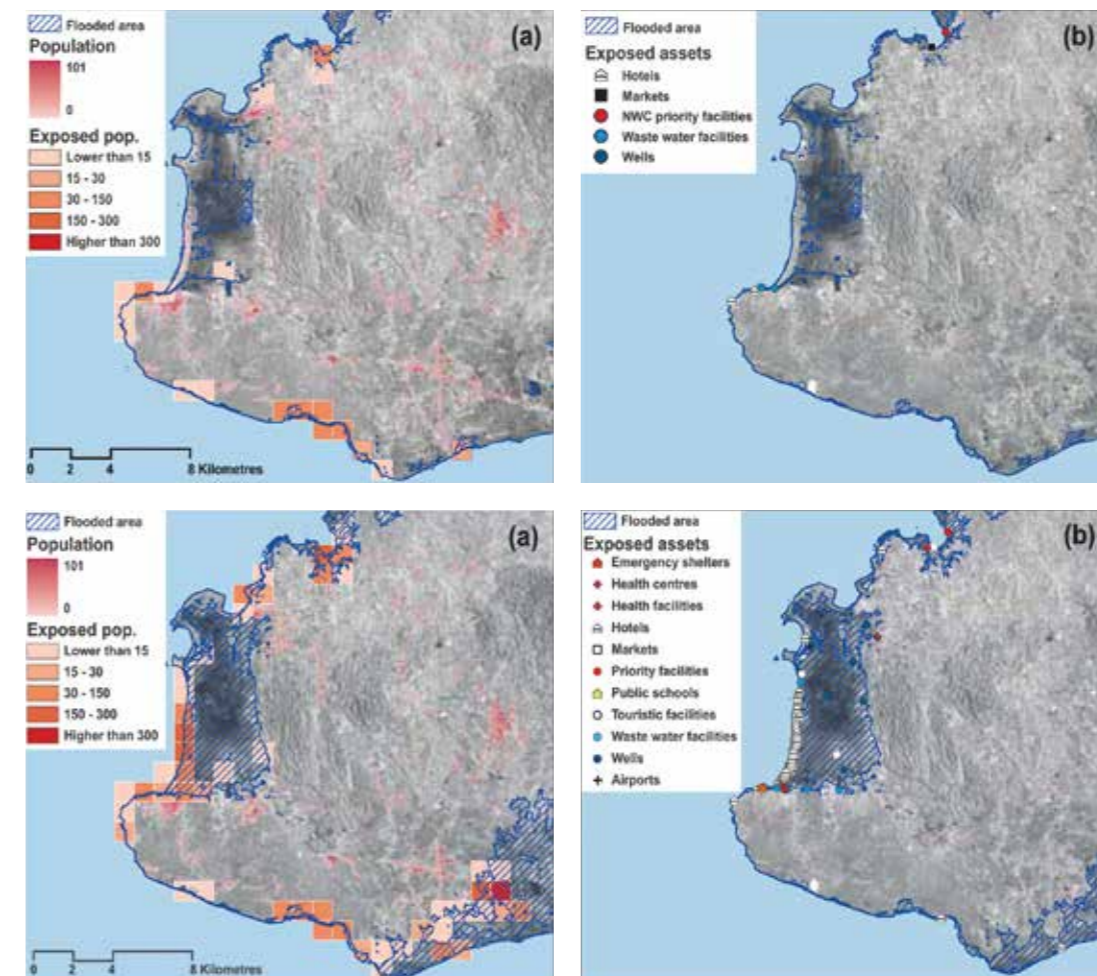 Flooded area
Population
101
0
Exposed pop.
Lower than 15
15 - 30
30 - 150
150 - 300
Higher than 300
0 2 4 8 Kilometres
(a)
Flooded area
Exposed assets
Hotels
Markets
NWC priority facilities
Waste water facilities
Wells
(b)
Flooded area
Population
101
0
Exposed pop.
Lower than 15
15 - 30
30 - 150
150 - 300
Higher than 300
0 2 4 8 Kilometres
(a)
Flooded area
Exposed assets
Emergency shelters
Health centres
Health facilities
Hotels
Markets
Priority facilities
Public schools
Touristic facilities
Waste water facilities
Wells
Airports
(b)